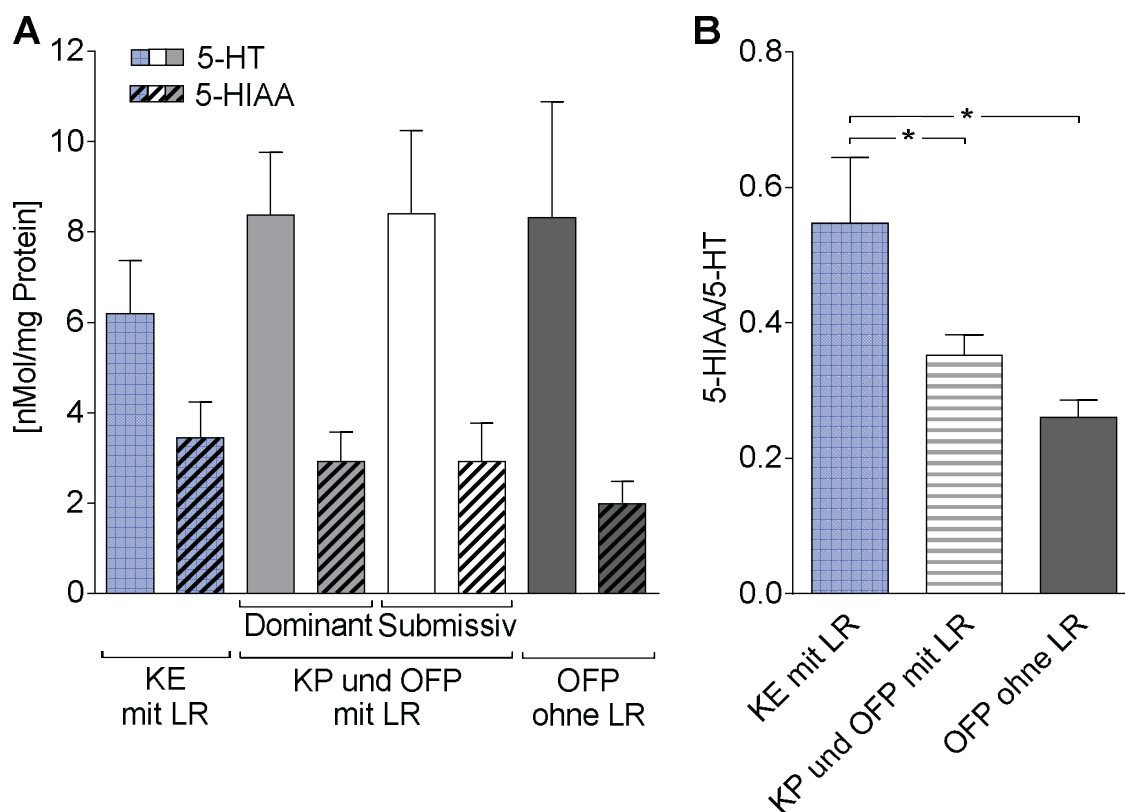 A
12
10
8
6
4
2
0
[nMol/mg Protein]
5-HT
5-HIAA
Dominant Submissiv
KE
mit LR
KP und OFP
mit LR
OFP
ohne LR
B
0.8
0.6
0.4
0.2
0.0
5-HIAA/5-HT
*
*
KE mit LR
KP und OFP mit LR
OFP ohne LR